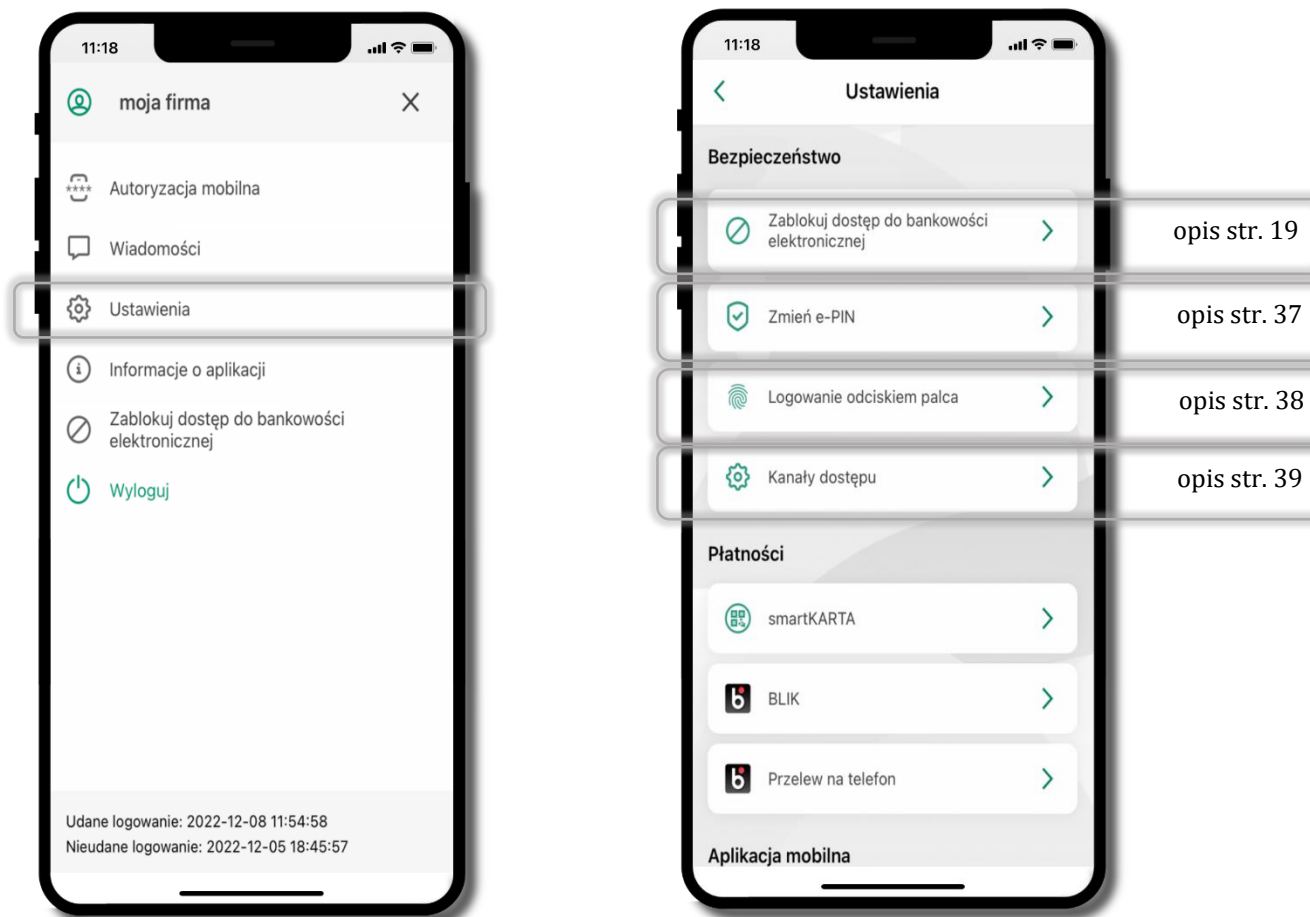 11:18
moja firma
Autoryzacja mobilna
Wiadomości
Ustawienia
Informacje o aplikacji
Zablokuj dostęp do bankowości
elektronicznej
Wyloguj
Udane logowanie: 2022-12-08 11:54:58
Nieudane logowanie: 2022-12-05 18:45:57
11:18
Ustawienia
Bezpieczeństwo
Zablokuj dostęp do bankowości
elektronicznej
opis str. 19
Zmień e-PIN
opis str. 37
Logowanie odciskiem palca
opis str. 38
Kanały dostępu
opis str. 39
Płatności
smartKARTA
BLIK
Przelew na telefon
Aplikacja mobilna